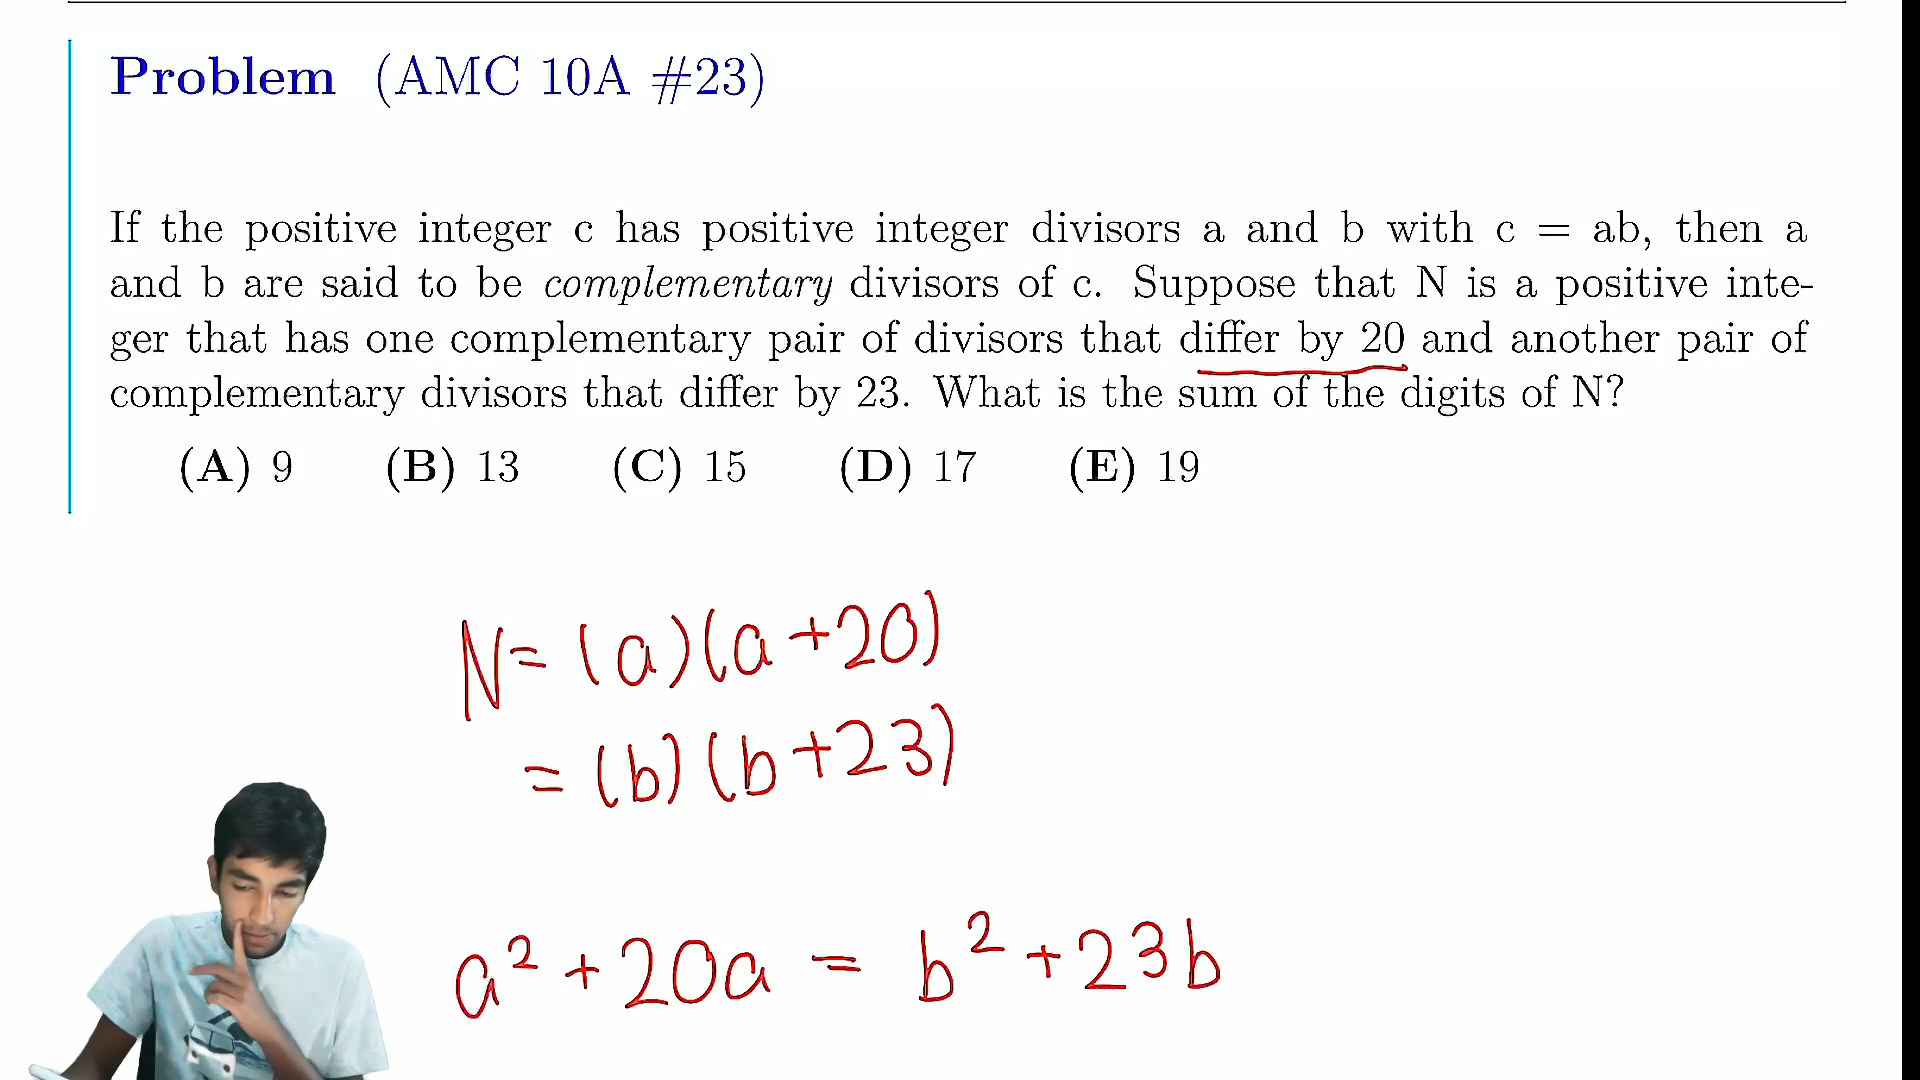 Problem (AMC 10A #23)
If the positive integer c has positive integer divisors a and b with c = ab, then a
and b are said to be complementary divisors of c. Suppose that N is a positive inte-
ger that has one complementary pair of divisors that differ by 20 and another pair of
complementary divisors that differ by 23. What is the sum of the digits of N?
(A) 9 (B) 13 (C) 15 (D) 17 (E) 19
N = (a)(a+20)
= (b)(b+23)
a² + 20a = b² + 23b